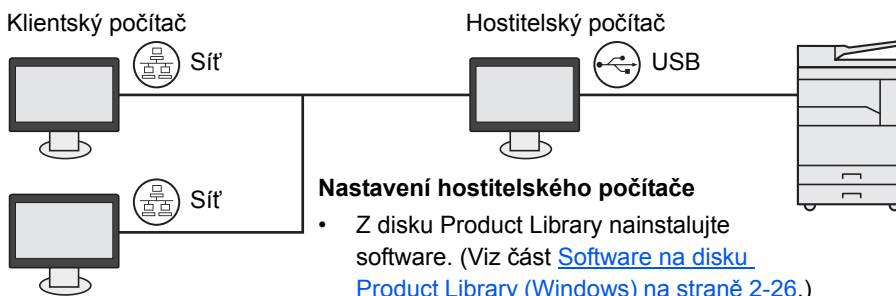 Klientský počítač
Hostitelský počítač
Síť
USB
Síť
Nastavení hostitelského počítače
• Z disku Product Library nainstalujte
software. (Viz část Software na disku
Product Library (Windows) na straně 2-26.)